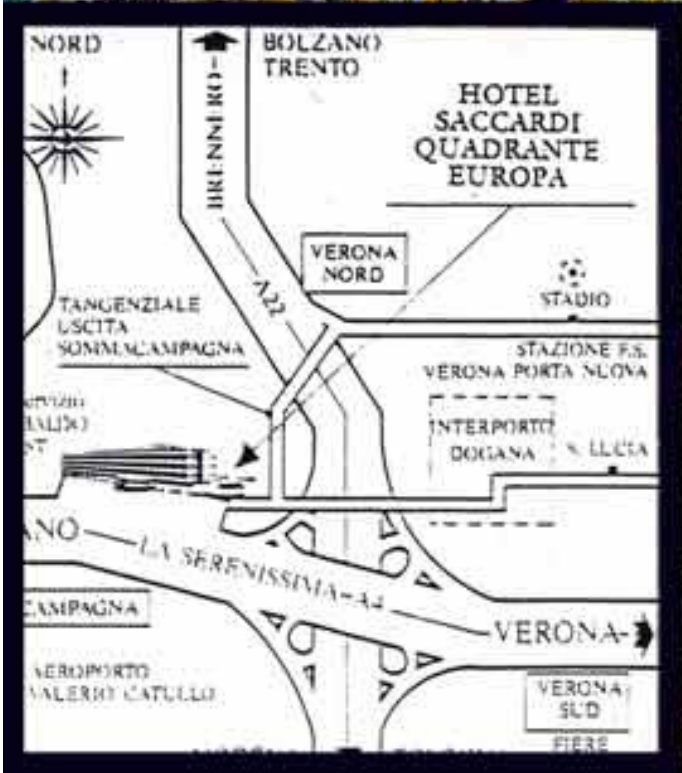 NORD
BOLZANO
TRENTO
BRENNERO-
HOTEL
SACCARDI
QUADRANTE
EUROPA
VERONA
NORD
A22
STADIO
TANGENZIALE
USCITA
SOMMACAMPAGNA
STAZIONE F.S.
VERONA PORTA NUOVA
INTERPORTO
DOGANA
S. LUCIA
ANO
LA SERENISSIMA-A4
VERONA-
CAMPAGNA
AEROPORTO
VALERIO CATULLO
VERONA
SUD
FIERE